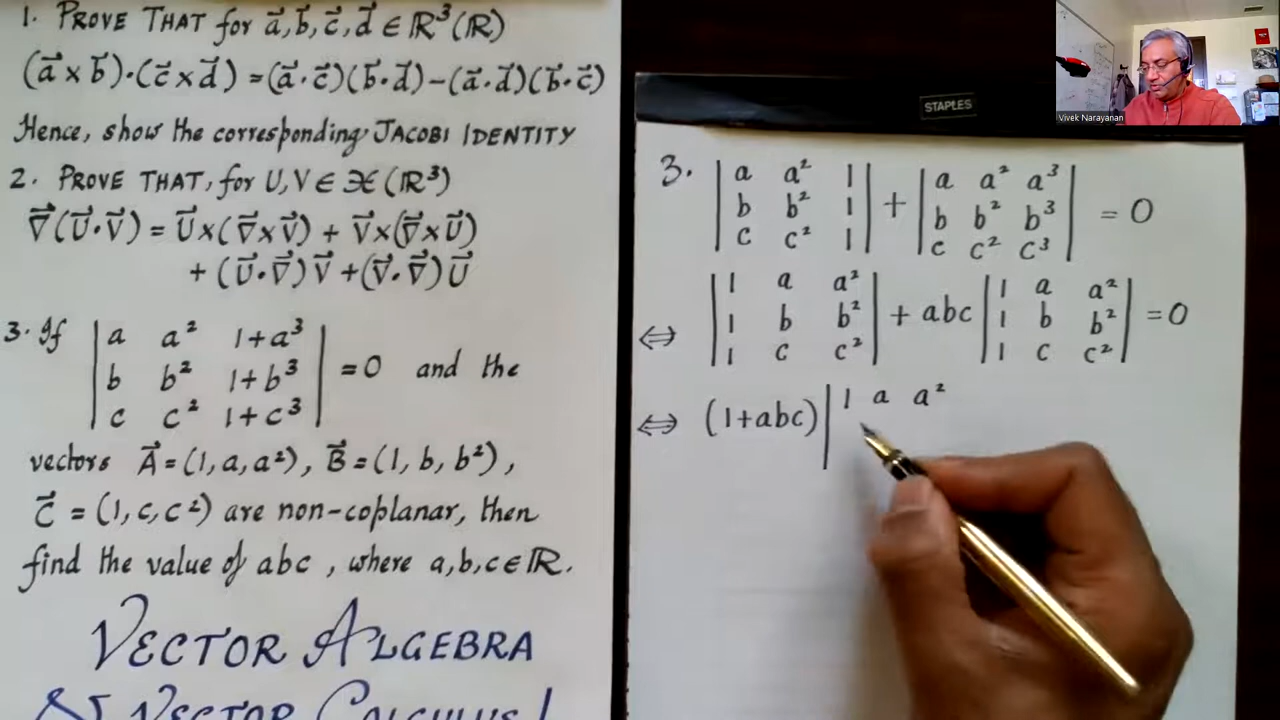 1. PROVE THAT for a⃗, b⃗, c⃗, d⃗ ∈ ℝ³(ℝ)
(a⃗ × b⃗)·(c⃗ × d⃗) = (a⃗·c⃗)(b⃗·d⃗) − (a⃗·d⃗)(b⃗·c⃗)
Hence, show the corresponding JACOBI IDENTITY
2. PROVE THAT, for U, V ∈ 𝔛(ℝ³)
∇⃗(U⃗·V⃗) = U⃗×(∇⃗×V⃗) + V⃗×(∇⃗×U⃗)
+ (U⃗·∇⃗)V⃗ + (V⃗·∇⃗)U⃗
3. If | a a² 1+a³ |
| b b² 1+b³ | = 0 and the
| c c² 1+c³ |
vectors A⃗ = (1, a, a²), B⃗ = (1, b, b²),
C⃗ = (1, c, c²) are non-coplanar, then
find the value of abc, where a, b, c ∈ ℝ.
VECTOR ALGEBRA
& VECTOR CALCULUS!
STAPLES
Vivek Narayanan
3. | a a² 1 | + | a a² a³ |
| b b² 1 | | b b² b³ | = 0
| c c² 1 | | c c² c³ |
| 1 a a² | | 1 a a² |
⇔ | 1 b b² | + abc | 1 b b² | = 0
| 1 c c² | | 1 c c² |
⇔ (1+abc) | 1 a a²